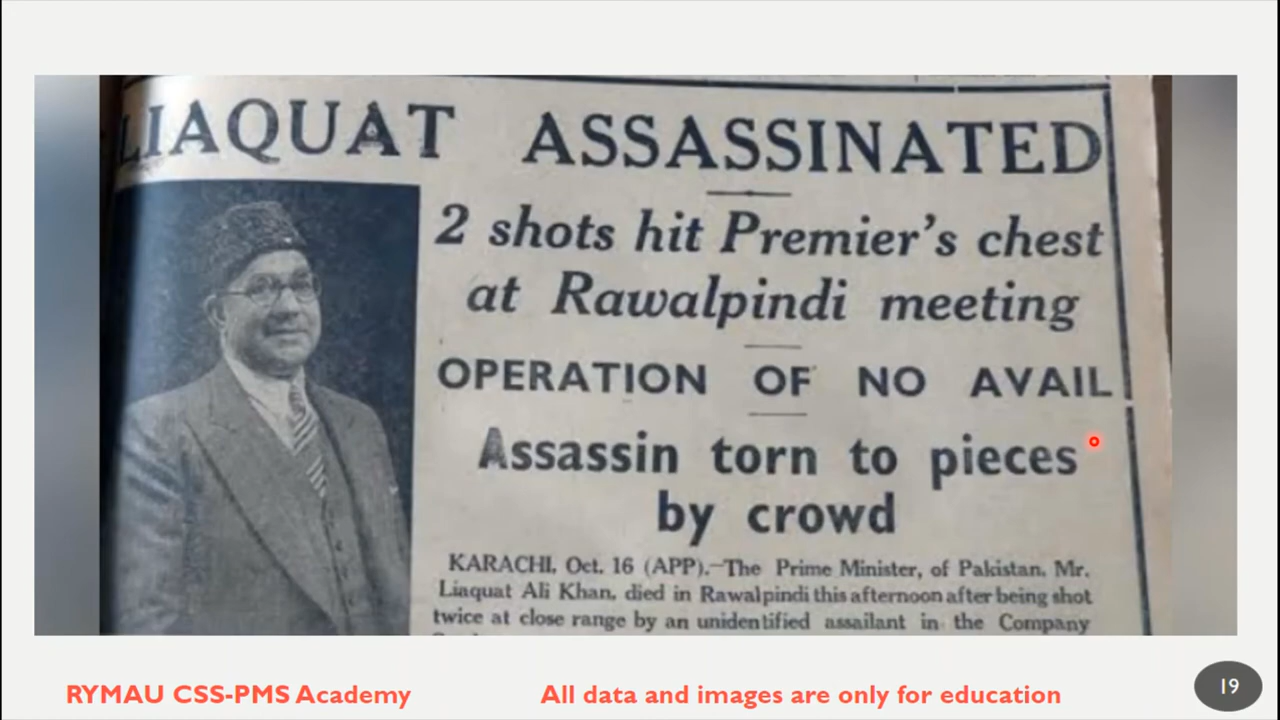 LIAQUAT ASSASSINATED
2 shots hit Premier's chest
at Rawalpindi meeting
OPERATION OF NO AVAIL
Assassin torn to pieces
by crowd
KARACHI, Oct. 16 (APP).—The Prime Minister, of Pakistan, Mr.
Liaquat Ali Khan, died in Rawalpindi this afternoon after being shot
twice at close range by an unidentified assailant in the Company
RYMAU CSS-PMS Academy
All data and images are only for education
19